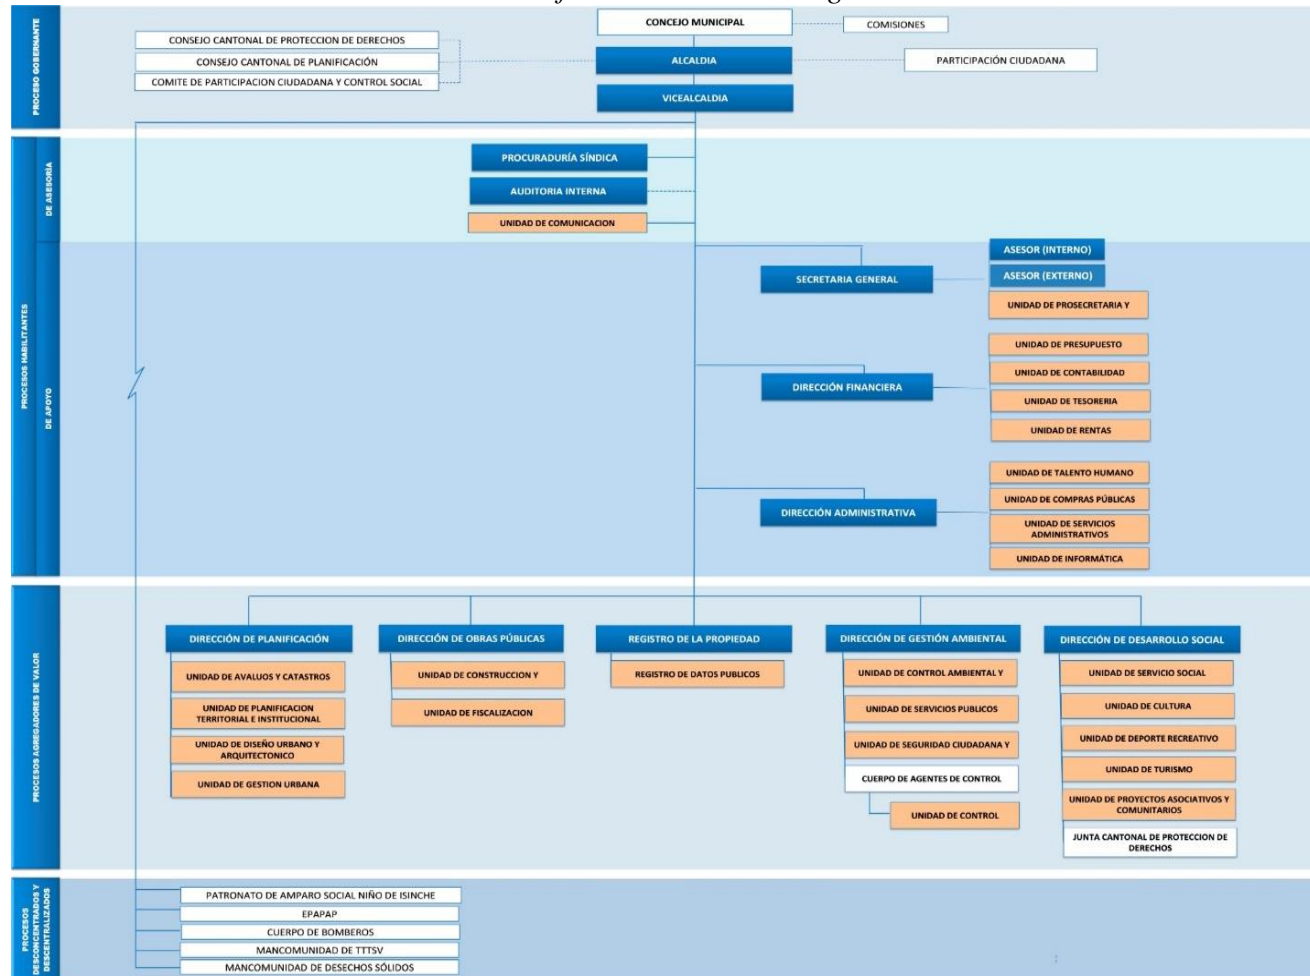 CONCEJO MUNICIPAL
COMISIONES
CONSEJO CANTONAL DE PROTECCION DE DERECHOS
CONSEJO CANTONAL DE PLANIFICACIÓN
COMITE DE PARTICIPACION CIUDADANA Y CONTROL SOCIAL
ALCALDIA
PARTICIPACIÓN CIUDADANA
VICEALCALDIA
PROCESO GOBERNANTE
PROCESOS HABILITANTES
DE ASESORÍA
PROCURADURÍA SÍNDICA
AUDITORIA INTERNA
UNIDAD DE COMUNICACION
DE APOYO
SECRETARIA GENERAL
ASESOR (INTERNO)
ASESOR (EXTERNO)
UNIDAD DE PROSECRETARIA Y
DIRECCIÓN FINANCIERA
UNIDAD DE PRESUPUESTO
UNIDAD DE CONTABILIDAD
UNIDAD DE TESORERIA
UNIDAD DE RENTAS
DIRECCIÓN ADMINISTRATIVA
UNIDAD DE TALENTO HUMANO
UNIDAD DE COMPRAS PÚBLICAS
UNIDAD DE SERVICIOS
ADMINISTRATIVOS
UNIDAD DE INFORMÁTICA
PROCESOS AGREGADORES DE VALOR
DIRECCIÓN DE PLANIFICACIÓN
UNIDAD DE AVALUOS Y CATASTROS
UNIDAD DE PLANIFICACION
TERRITORIAL E INSTITUCIONAL
UNIDAD DE DISEÑO URBANO Y
ARQUITECTONICO
UNIDAD DE GESTION URBANA
DIRECCIÓN DE OBRAS PÚBLICAS
UNIDAD DE CONSTRUCCION Y
UNIDAD DE FISCALIZACION
REGISTRO DE LA PROPIEDAD
REGISTRO DE DATOS PUBLICOS
DIRECCIÓN DE GESTIÓN AMBIENTAL
UNIDAD DE CONTROL AMBIENTAL Y
UNIDAD DE SERVICIOS PUBLICOS
UNIDAD DE SEGURIDAD CIUDADANA Y
CUERPO DE AGENTES DE CONTROL
UNIDAD DE CONTROL
DIRECCIÓN DE DESARROLLO SOCIAL
UNIDAD DE SERVICIO SOCIAL
UNIDAD DE CULTURA
UNIDAD DE DEPORTE RECREATIVO
UNIDAD DE TURISMO
UNIDAD DE PROYECTOS ASOCIATIVOS Y
COMUNITARIOS
JUNTA CANTONAL DE PROTECCION DE
DERECHOS
PROCESOS
DESCONCENTRADOS Y
DESCENTRALIZADOS
PATRONATO DE AMPARO SOCIAL NIÑO DE ISINCHE
EPAPAP
CUERPO DE BOMBEROS
MANCOMUNIDAD DE TTTSV
MANCOMUNIDAD DE DESECHOS SÓLIDOS